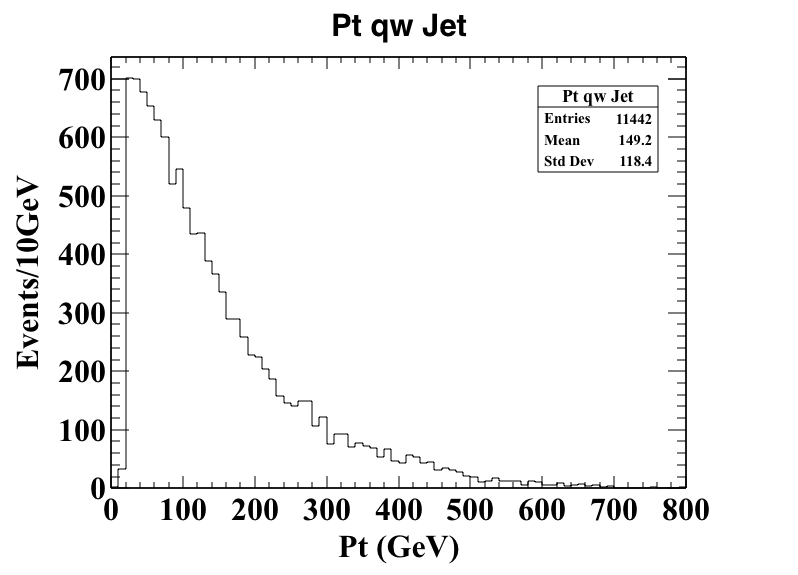 Pt qw Jet
Pt qw Jet
Entries 11442
Mean 149.2
Std Dev 118.4
Events/10GeV
700
600
500
400
300
200
100
0
0 100 200 300 400 500 600 700 800
Pt (GeV)